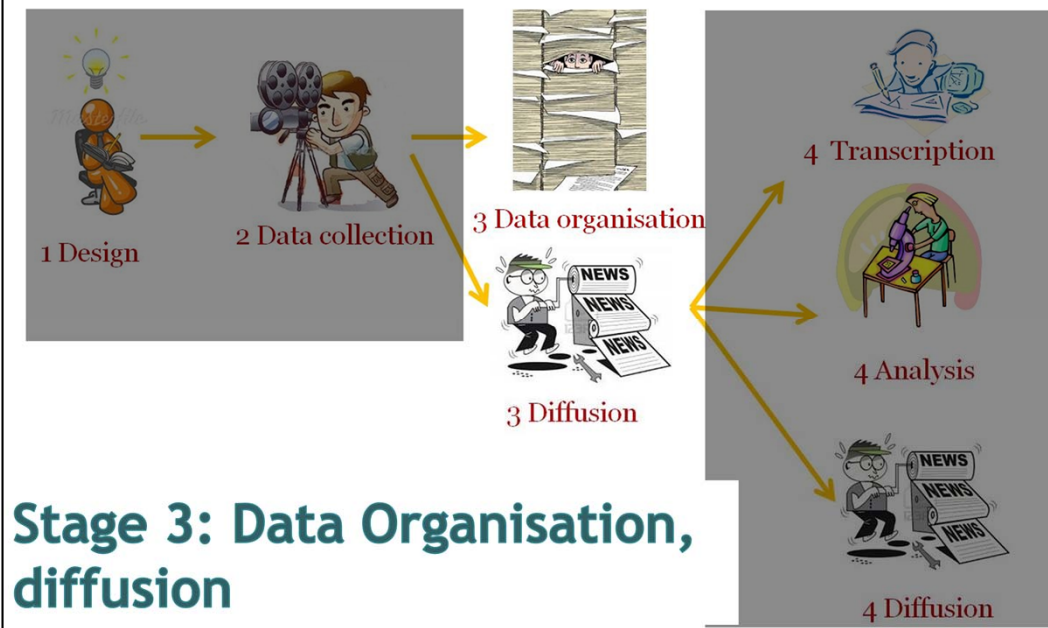 1 Design
2 Data collection
3 Data organisation
NEWS
NEWS
NEWS
3 Diffusion
4 Transcription
4 Analysis
NEWS
NEWS
NEWS
4 Diffusion
Stage 3: Data Organisation,
diffusion